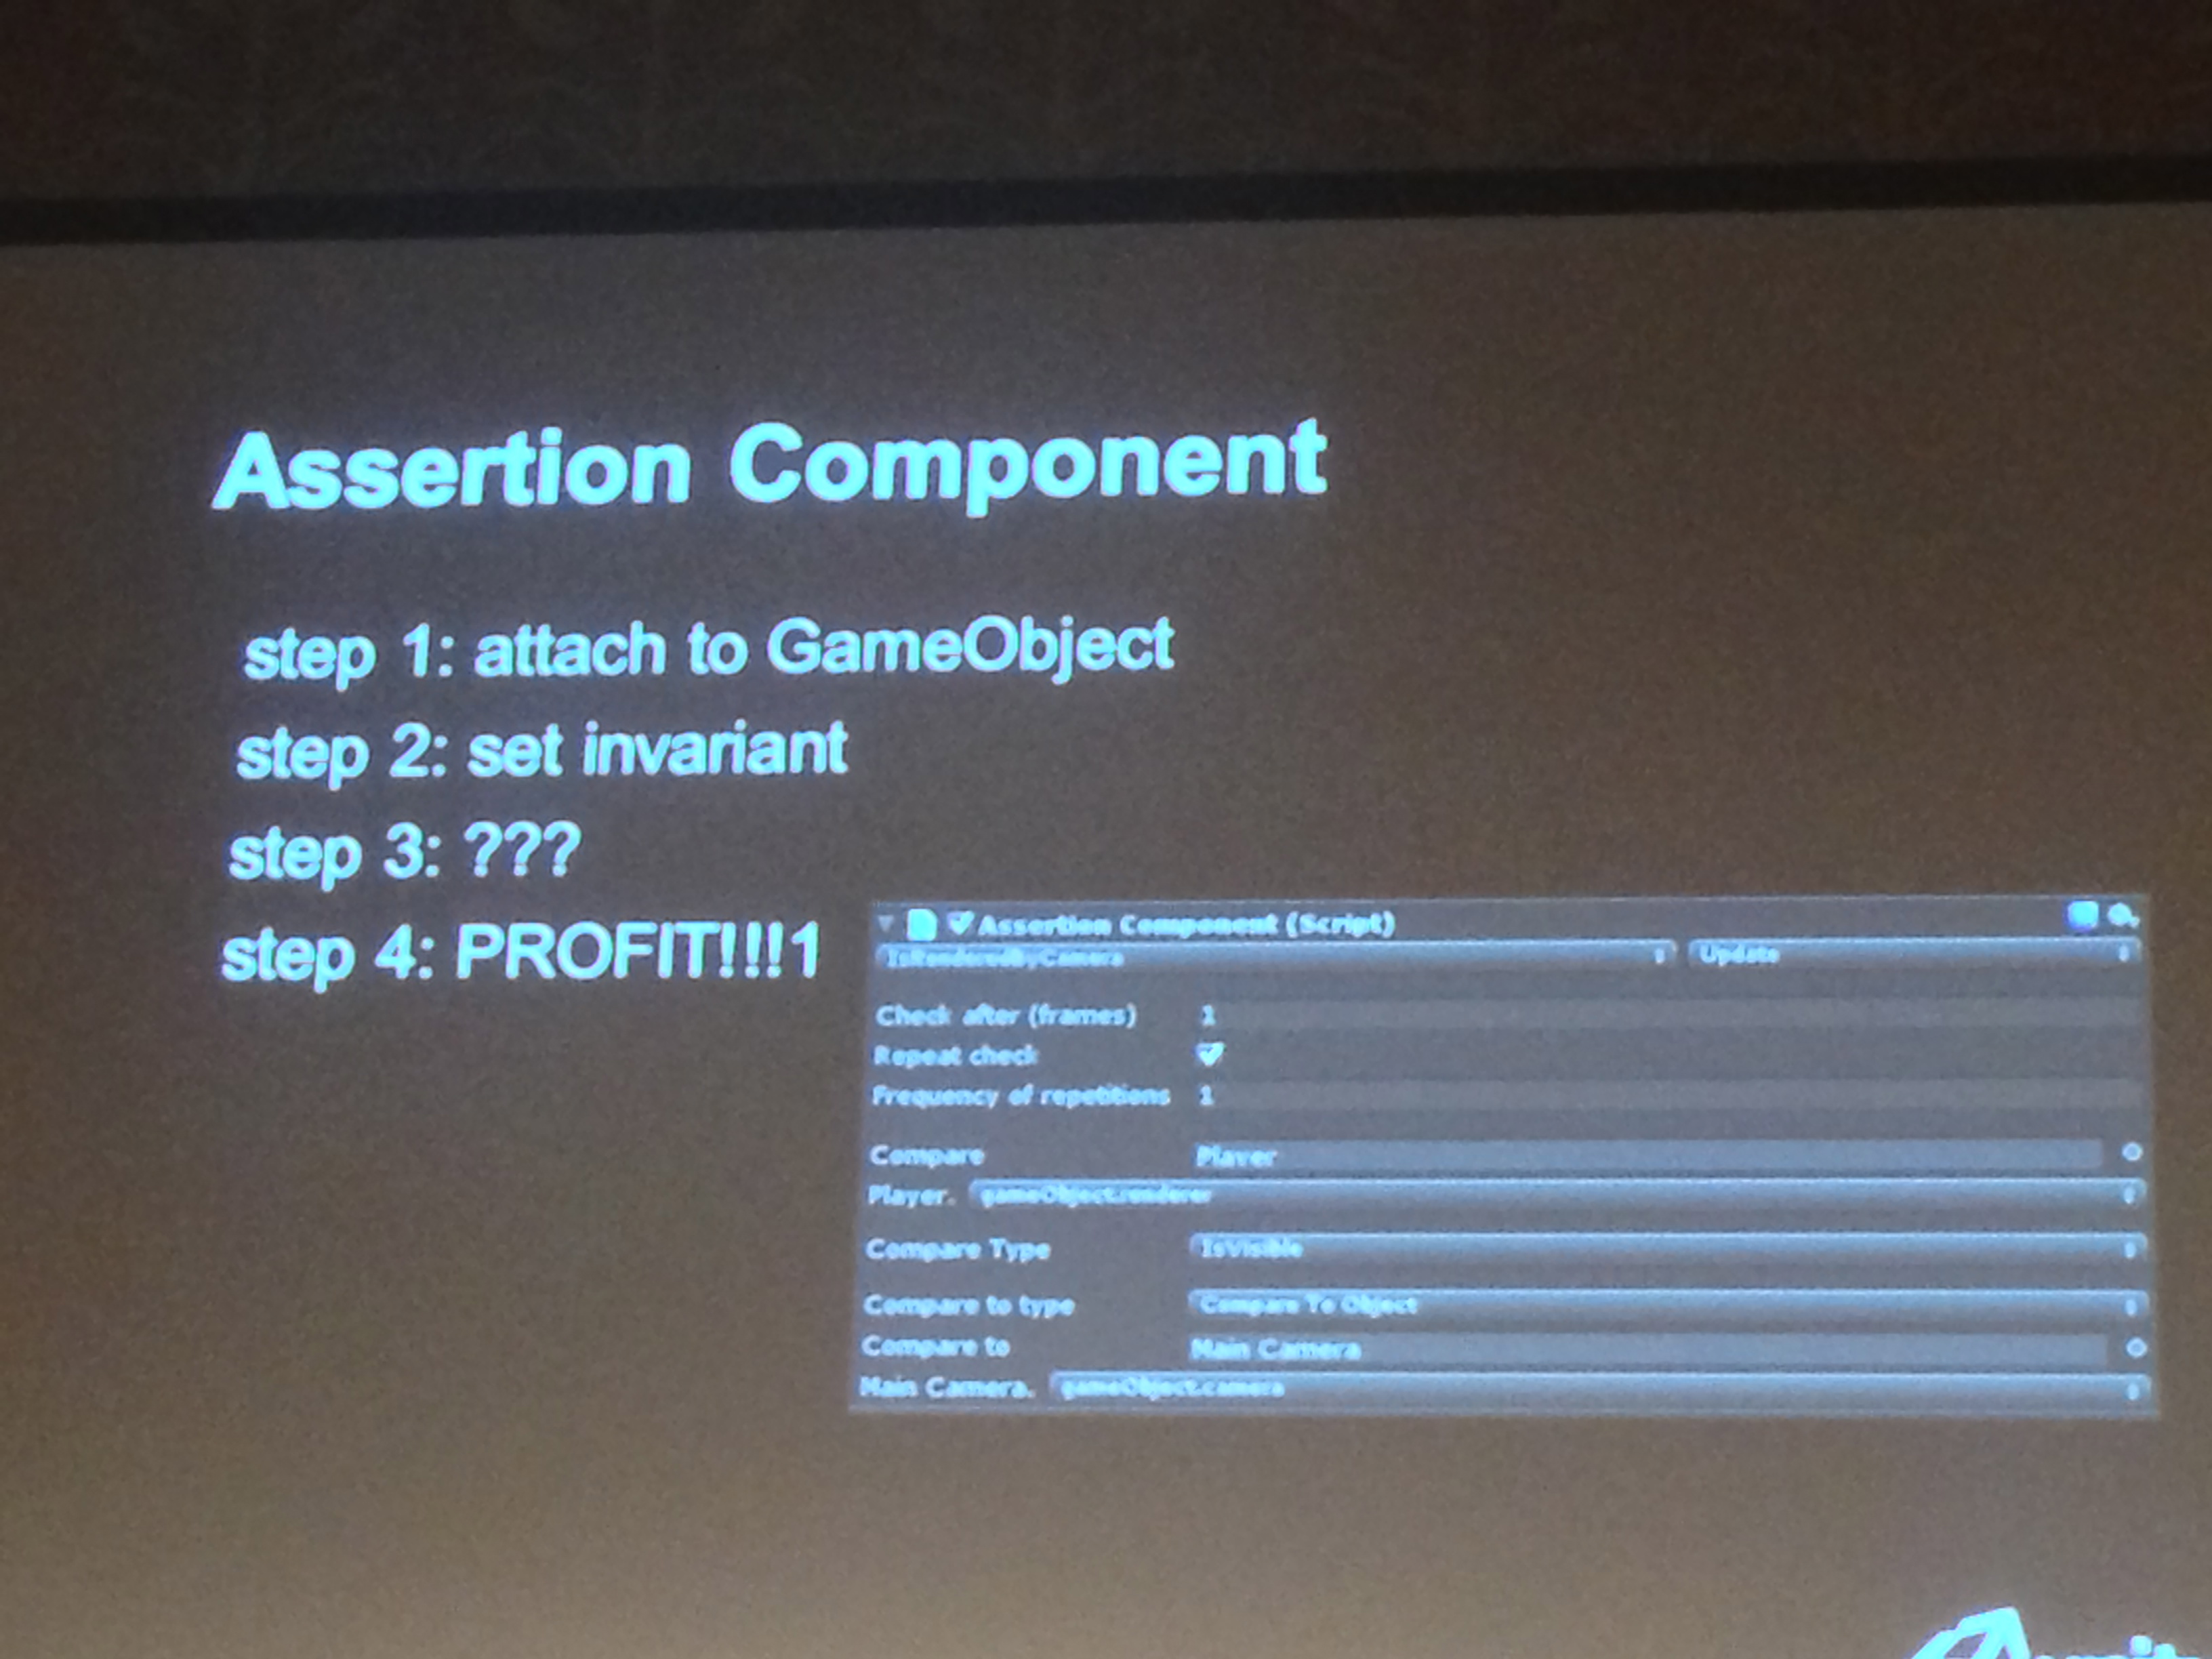 Assertion Component
step 1: attach to GameObject
step 2: set invariant
step 3: ???
step 4: PROFIT!!!1
Assertion Component (Script)
IsRenderedByCamera Update
Check after (frames) 1
Repeat check
Frequency of repetitions 1
Compare Player
Player. gameObject.renderer
Compare Type IsVisible
Compare to type Compare To Object
Compare to Main Camera
Main Camera. gameObject.camera